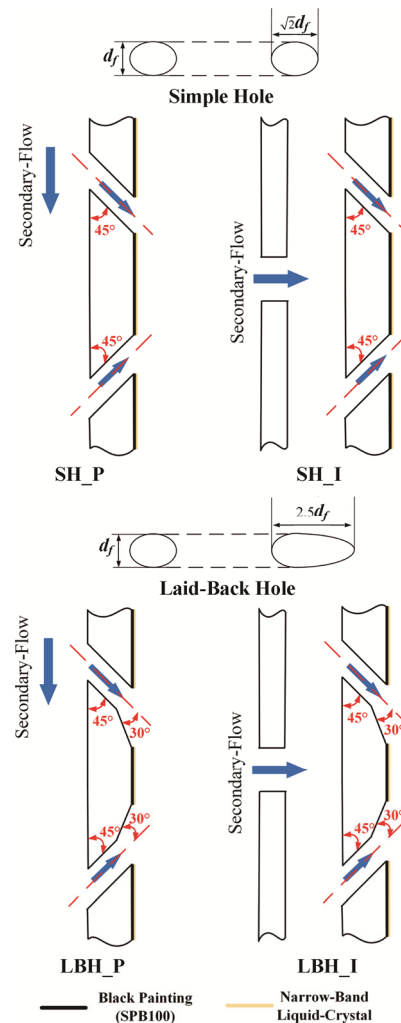 √2d_f
d_f
Simple Hole
Secondary-Flow
45°
45°
SH_P
Secondary-Flow
45°
45°
SH_I
2.5d_f
d_f
Laid-Back Hole
Secondary-Flow
45°
30°
30°
45°
LBH_P
Secondary-Flow
45°
30°
30°
45°
LBH_I
Black Painting
(SPB100)
Narrow-Band
Liquid-Crystal